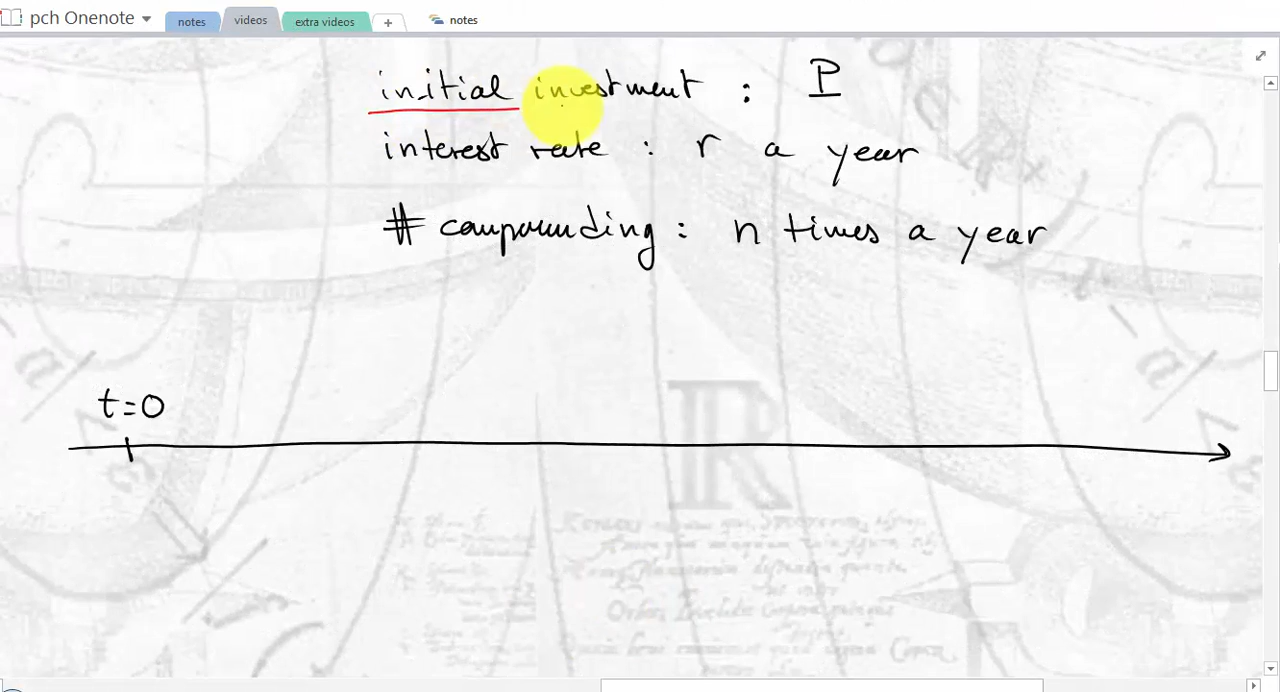 pch Onenote
notes
videos
extra videos
+
notes
initial investment : P
interest rate : r a year
# compounding : n times a year
t=0
R